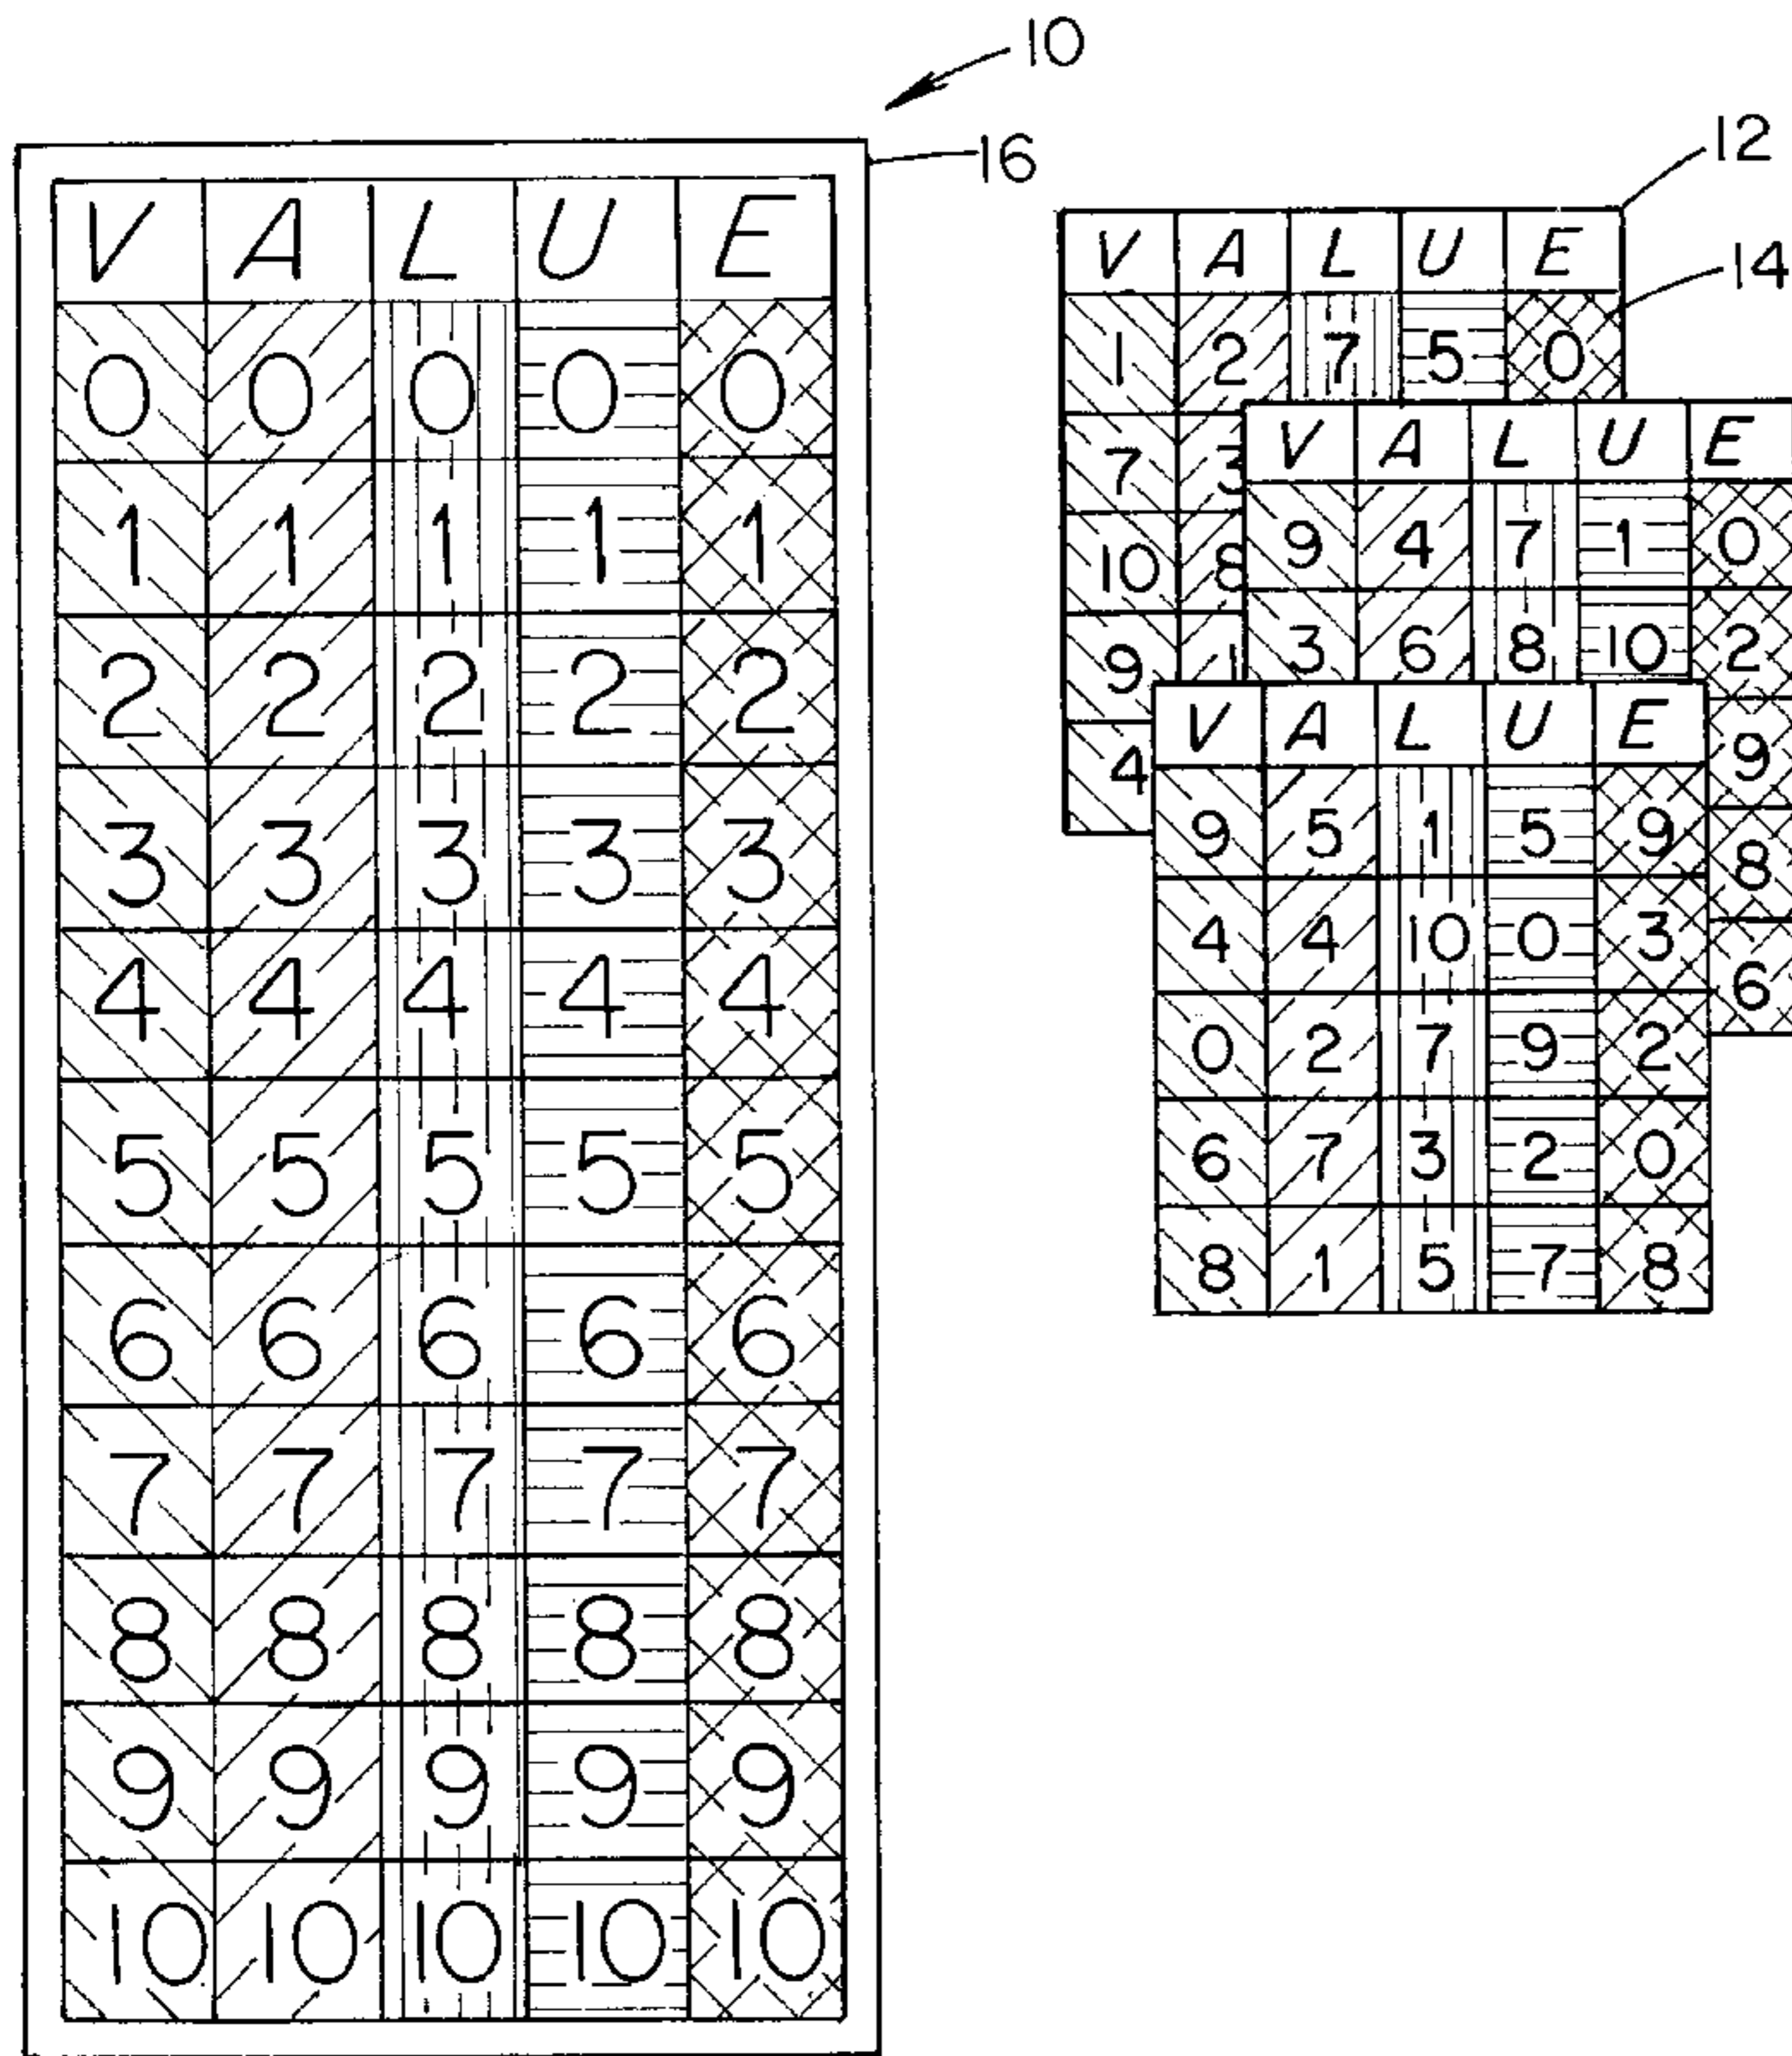 10
16
V A L U E
0 0 0 0 0
1 1 1 1 1
2 2 2 2 2
3 3 3 3 3
4 4 4 4 4
5 5 5 5 5
6 6 6 6 6
7 7 7 7 7
8 8 8 8 8
9 9 9 9 9
10 10 10 10 10
12
14
V A L U E
1 2 7 5 0
7 3
10 8
9 1
4
V A L U E
9 4 7 1 0
3 6 8 10 2
9
8
6
V A L U E
9 5 1 5 9
4 4 10 0 3
0 2 7 9 2
6 7 3 2 0
8 1 5 7 8